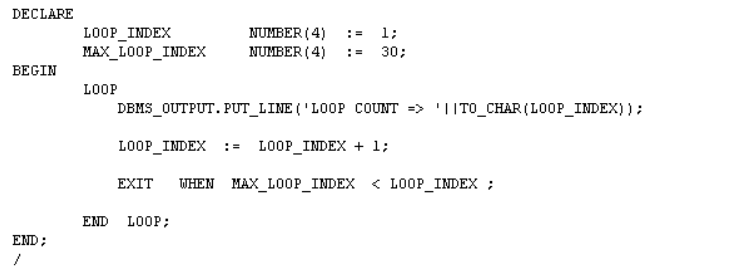 DECLARE
LOOP_INDEX NUMBER(4) := 1;
MAX_LOOP_INDEX NUMBER(4) := 30;
BEGIN
LOOP
DBMS_OUTPUT.PUT_LINE('LOOP COUNT => '||TO_CHAR(LOOP_INDEX));
LOOP_INDEX := LOOP_INDEX + 1;
EXIT WHEN MAX_LOOP_INDEX < LOOP_INDEX ;
END LOOP;
END;
/